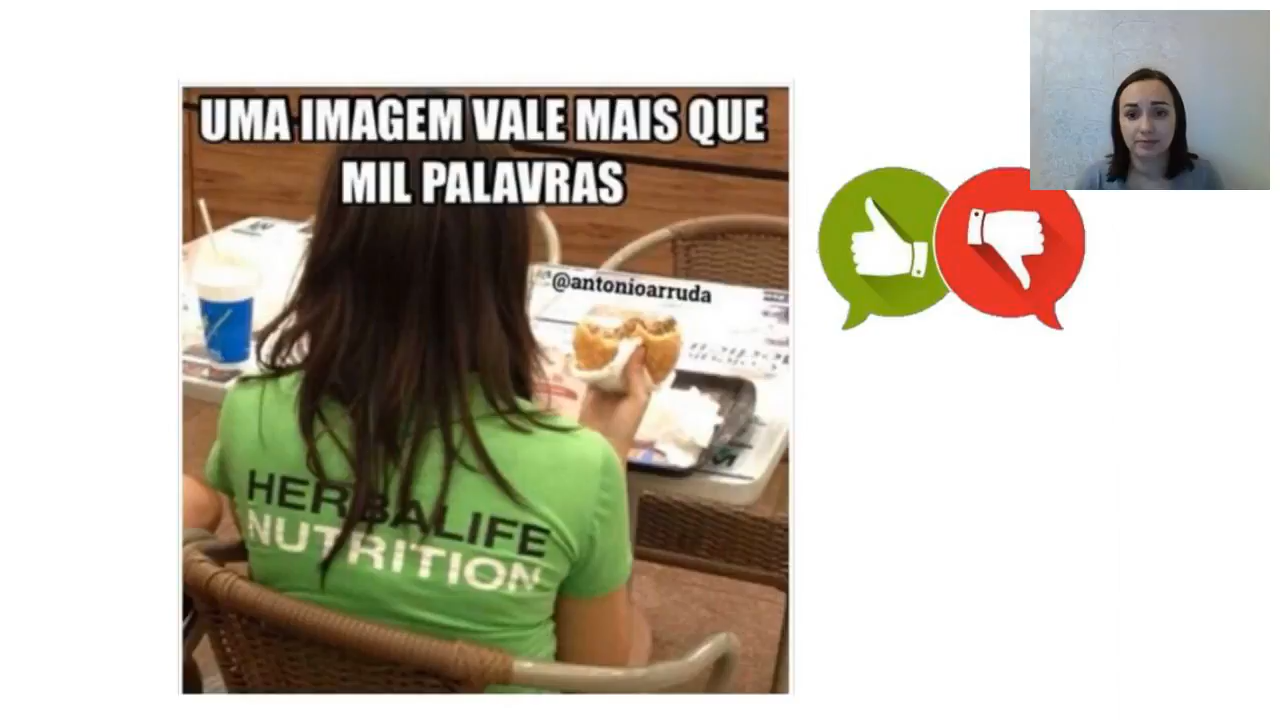 UMA IMAGEM VALE MAIS QUE
MIL PALAVRAS
@antonioarruda
HERBALIFE
NUTRITION